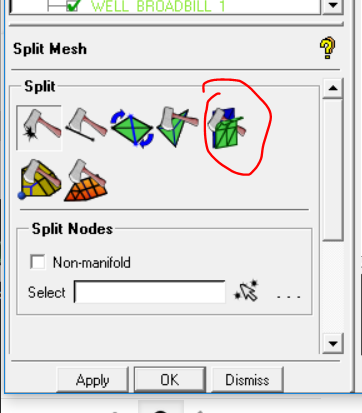 WELL BROADBILL 1
Split Mesh
Split
Split Nodes
Non-manifold
Select
. . .
Apply OK Dismiss